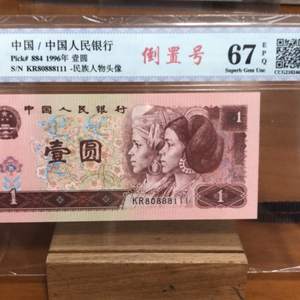 中国 / 中国人民银行
Pick# 884 1996年 壹圆
S/N KR80888111 -民族人物头像
倒置号
67 EPQ
Superb Gem Unc
中国人民银行
1
壹圆
KR80888111
1